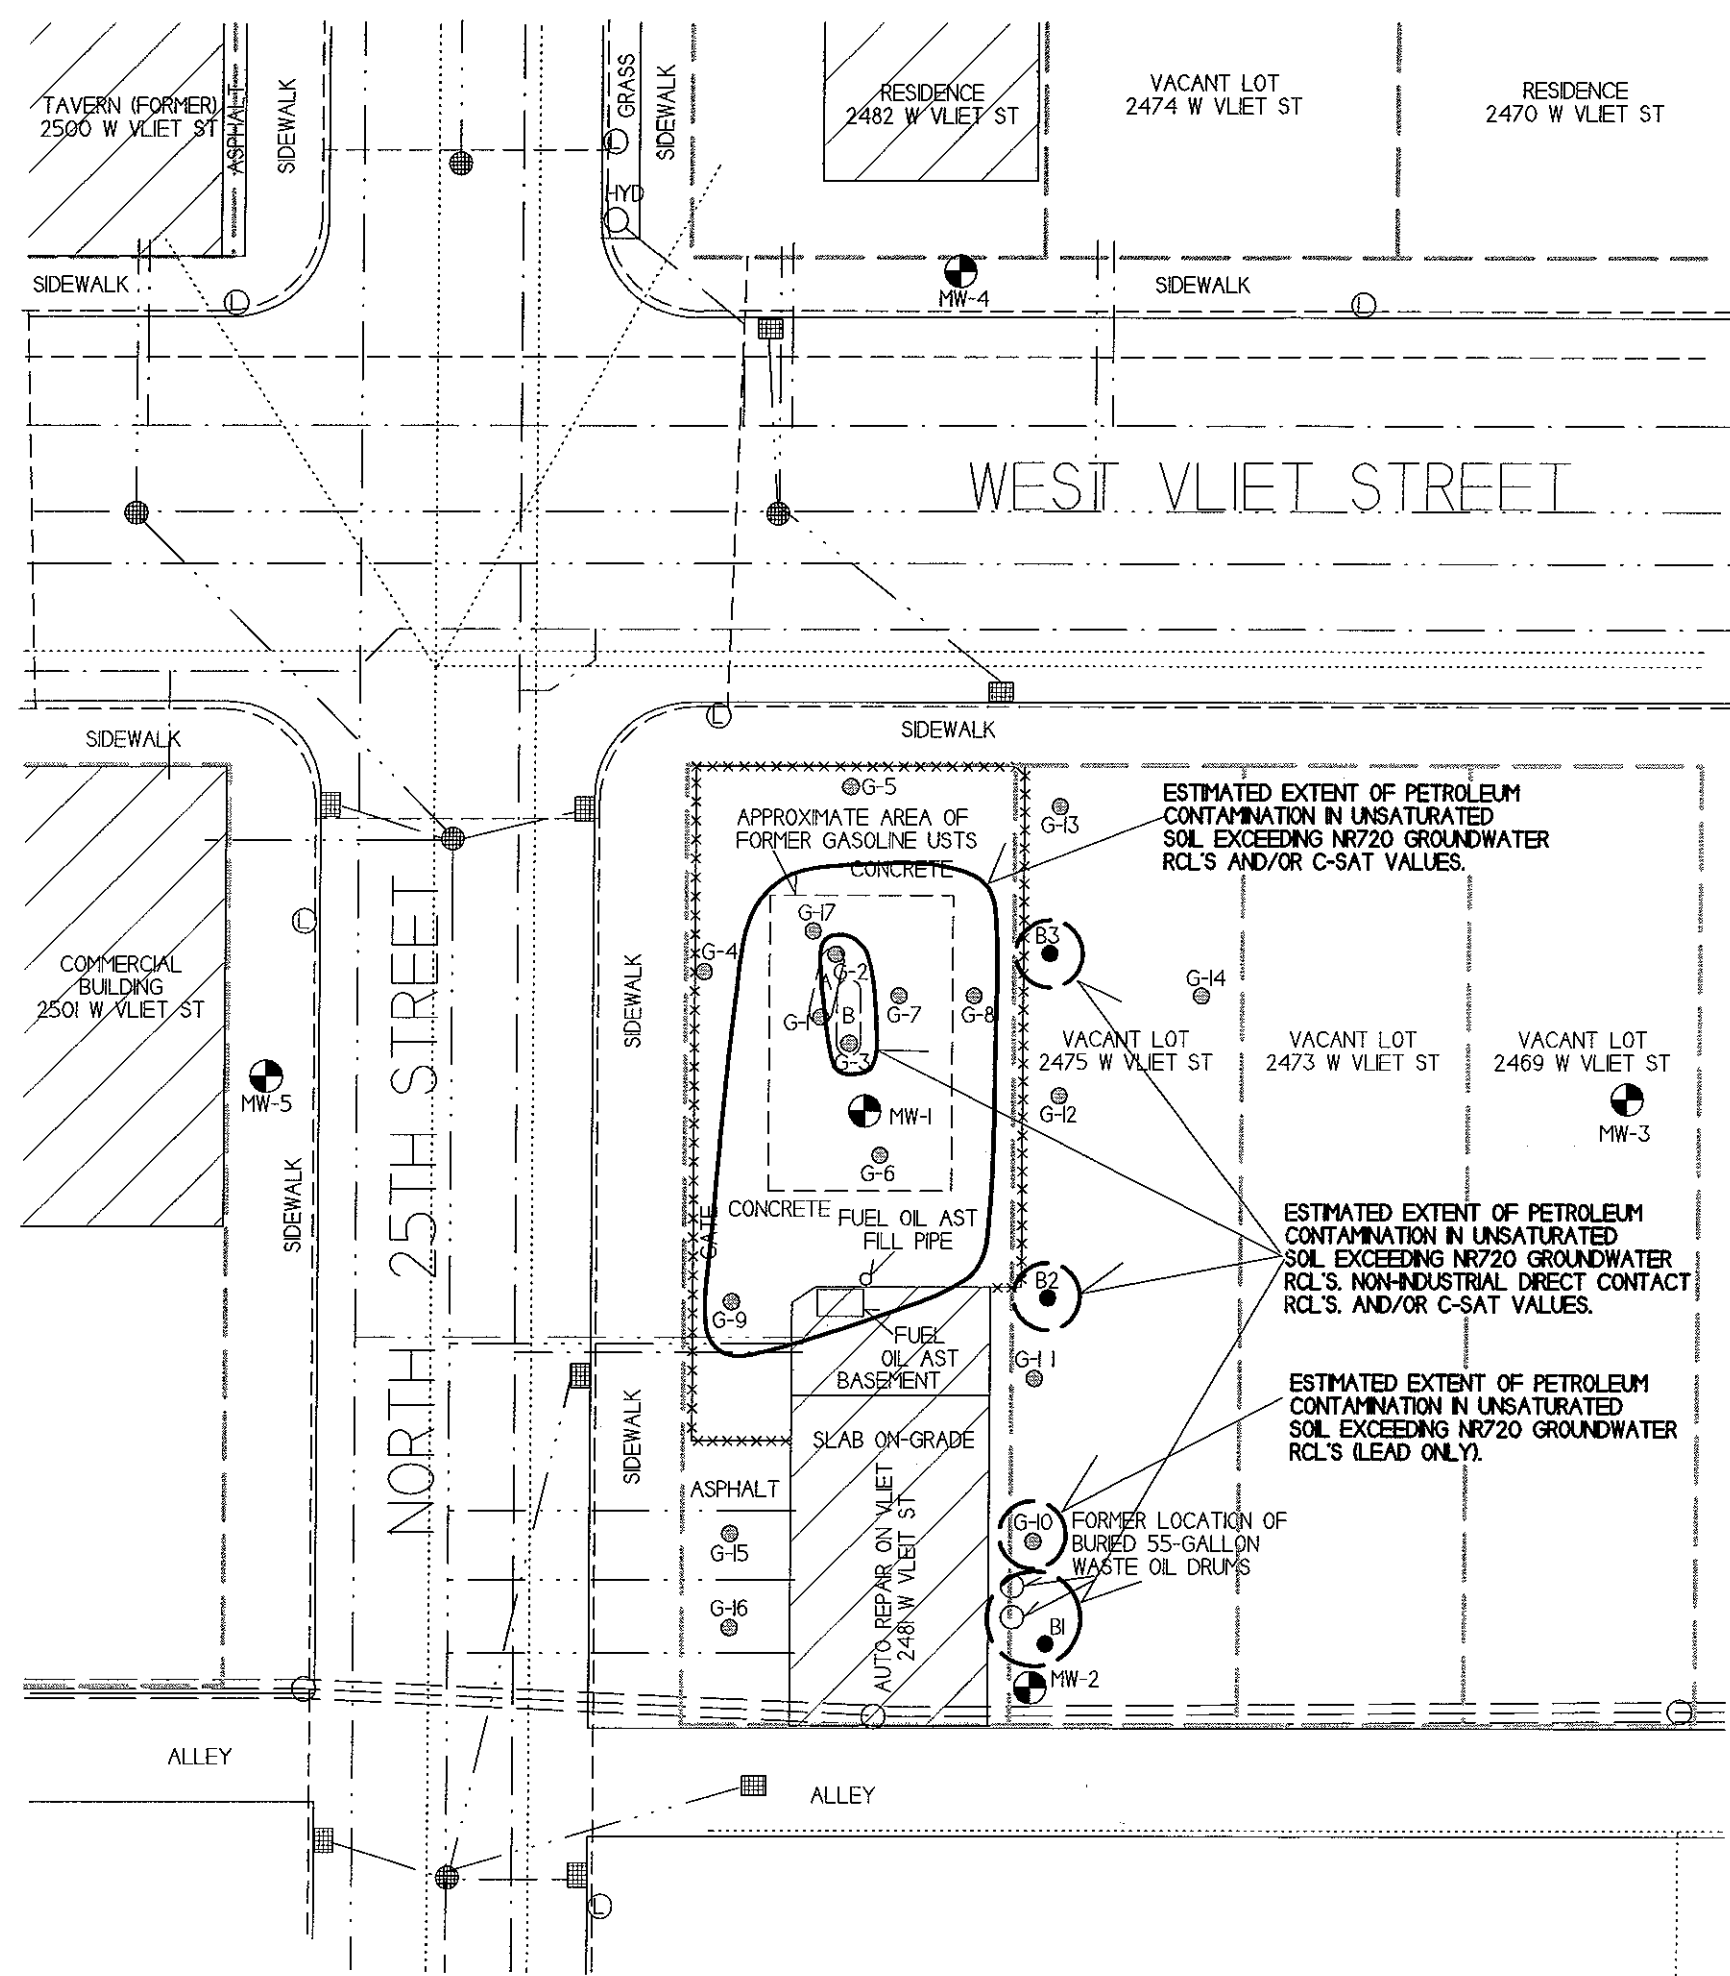 TAVERN (FORMER)
2500 W VLIET ST
ASPHALT
SIDEWALK
GRASS
SIDEWALK
HYD
RESIDENCE
2482 W VLIET ST
VACANT LOT
2474 W VLIET ST
RESIDENCE
2470 W VLIET ST
SIDEWALK
L
L
MW-4
SIDEWALK
L
WEST VLIET STREET
SIDEWALK
L
SIDEWALK
G-5
APPROXIMATE AREA OF
FORMER GASOLINE USTS
CONCRETE
G-13
ESTIMATED EXTENT OF PETROLEUM
CONTAMINATION IN UNSATURATED
SOIL EXCEEDING NR720 GROUNDWATER
RCL'S AND/OR C-SAT VALUES.
L
COMMERCIAL
BUILDING
2501 W VLIET ST
MW-5
NORTH 25TH STREET
SIDEWALK
SIDEWALK
G-17
G-4
G-2
A
G-1
B
G-3
G-7
G-8
B3
G-14
VACANT LOT
2475 W VLIET ST
VACANT LOT
2473 W VLIET ST
VACANT LOT
2469 W VLIET ST
MW-1
G-12
MW-3
G-6
CONCRETE
GATE
FUEL OIL AST
FILL PIPE
ESTIMATED EXTENT OF PETROLEUM
CONTAMINATION IN UNSATURATED
SOIL EXCEEDING NR720 GROUNDWATER
RCL'S. NON-INDUSTRIAL DIRECT CONTACT
RCL'S. AND/OR C-SAT VALUES.
B2
G-9
FUEL
OIL AST
BASEMENT
G-11
ESTIMATED EXTENT OF PETROLEUM
CONTAMINATION IN UNSATURATED
SOIL EXCEEDING NR720 GROUNDWATER
RCL'S (LEAD ONLY).
SIDEWALK
SLAB ON-GRADE
ASPHALT
AUTO REPAIR ON VLIET
2481 W VLEIT ST
G-15
G-16
G-10
FORMER LOCATION OF
BURIED 55-GALLON
WASTE OIL DRUMS
B1
MW-2
ALLEY
ALLEY
L